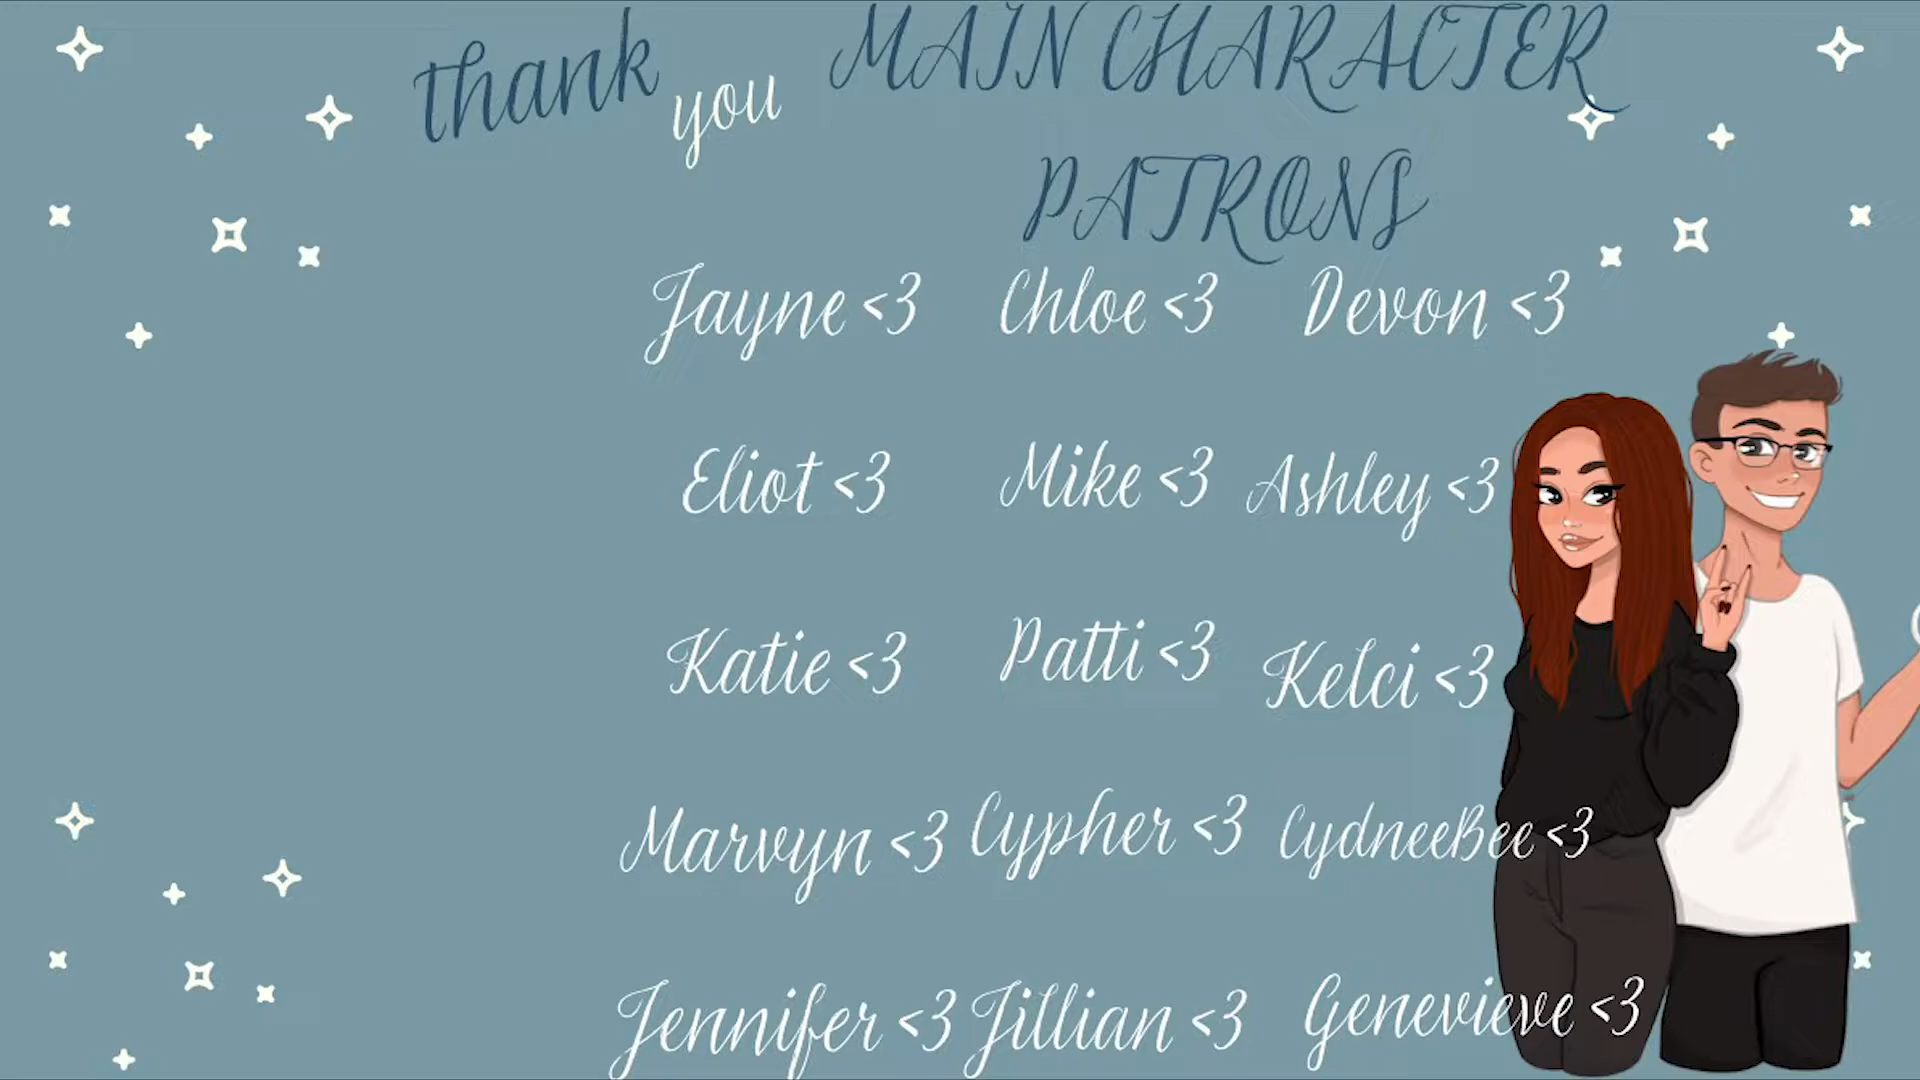 thank you MAIN CHARACTER
PATRONS
Jayne <3 Chloe <3 Devon <3
Eliot <3 Mike <3 Ashley <3
Katie <3 Patti <3 Kelci <3
Marvyn <3 Cypher <3 CydneeBee <3
Jennifer <3 Jillian <3 Genevieve <3